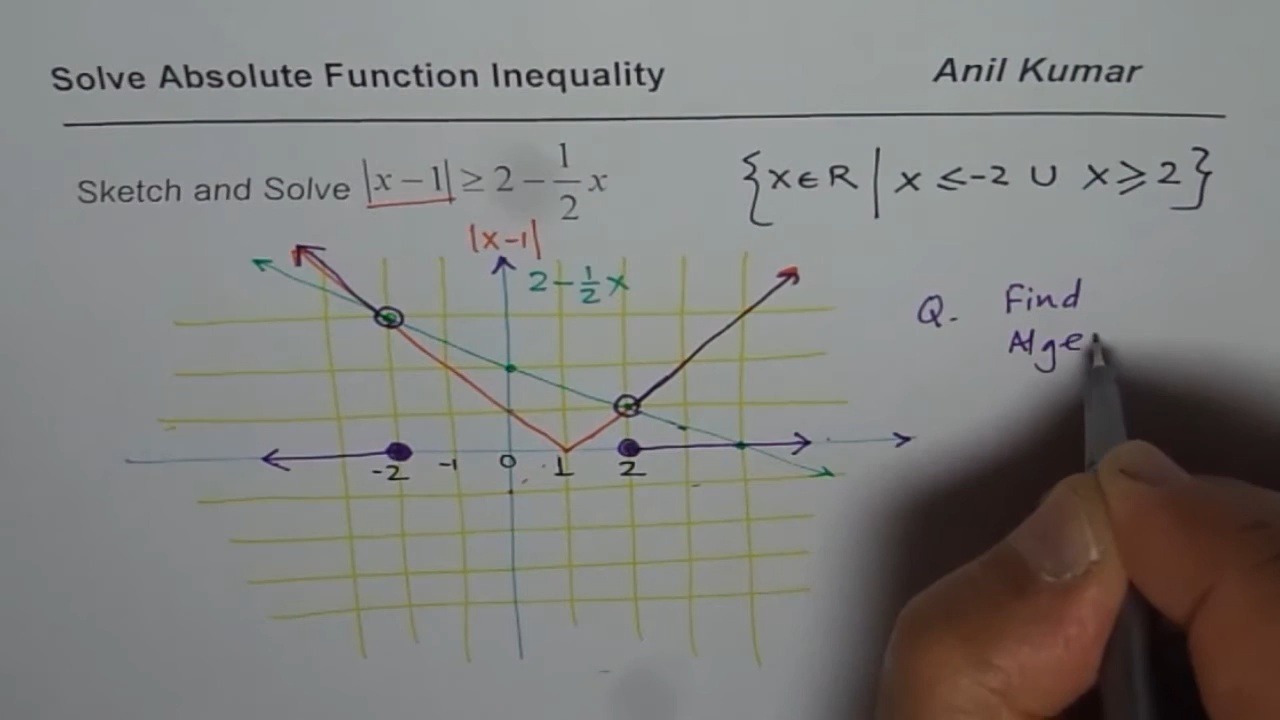 Solve Absolute Function Inequality Anil Kumar
Sketch and Solve |x − 1| ≥ 2 − 1/2 x
{x ∈ R | x ≤ -2 ∪ x ≥ 2}
|x-1|
2 - 1/2 x
Q. Find
Alge
-2 -1 0 1 2